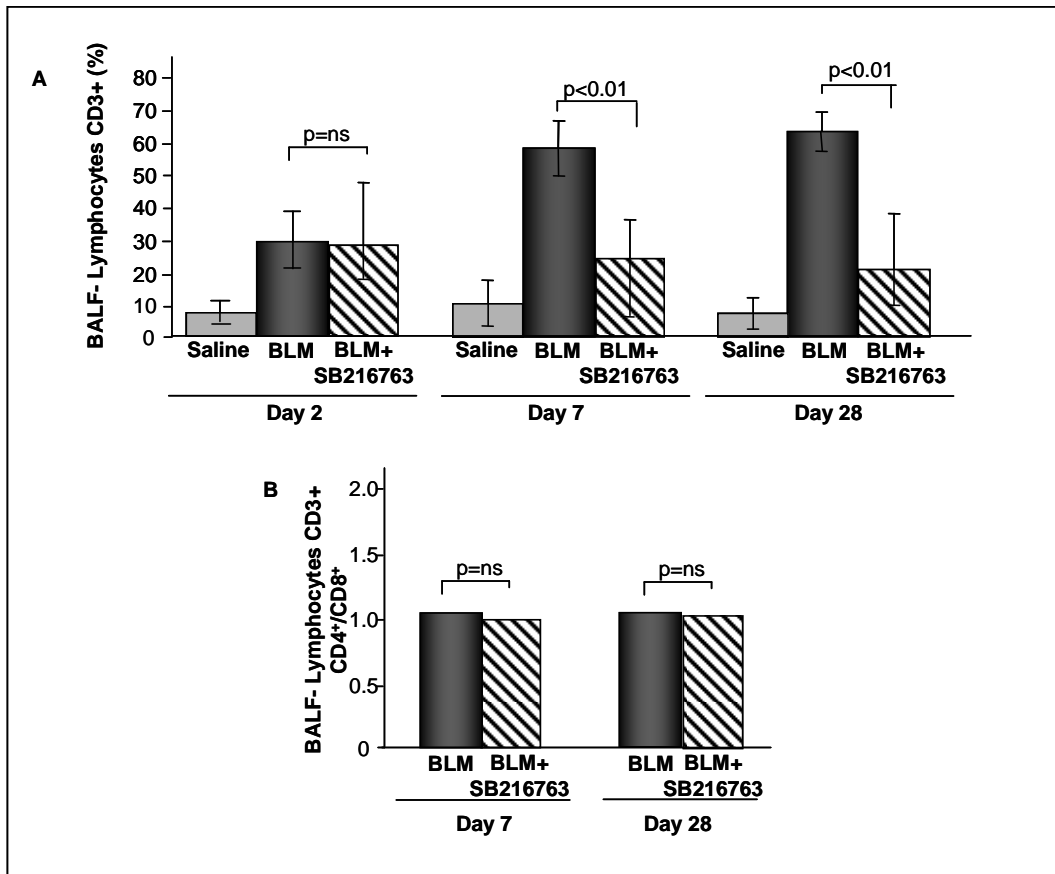 A
BALF- Lymphocytes CD3+ (%)
80
70
60
50
40
30
20
10
0
p=ns
p<0.01
p<0.01
Saline BLM BLM+
SB216763
Saline BLM BLM+
SB216763
Saline BLM BLM+
SB216763
Day 2
Day 7
Day 28
B
BALF- Lymphocytes CD3+
CD4⁺/CD8⁺
2.0
1.5
1.0
0.5
0
p=ns
p=ns
BLM BLM+
SB216763
BLM BLM+
SB216763
Day 7
Day 28